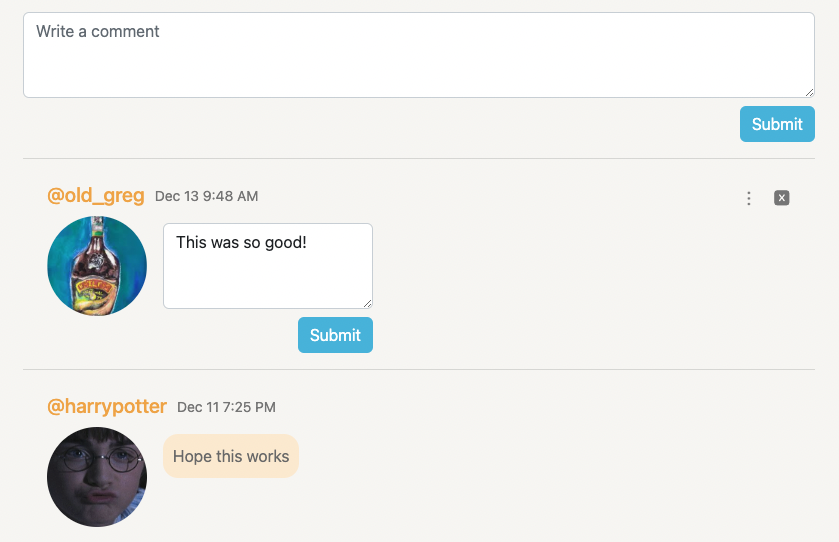 Write a comment
Submit
@old_greg Dec 13 9:48 AM
x
This was so good!
Submit
@harrypotter Dec 11 7:25 PM
Hope this works